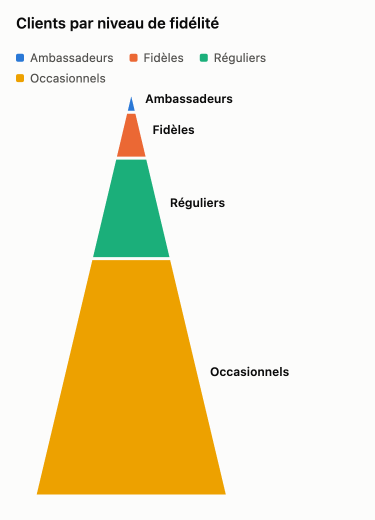 Clients par niveau de fidélité
Ambassadeurs Fidèles Réguliers
Occasionnels
Ambassadeurs
Fidèles
Réguliers
Occasionnels